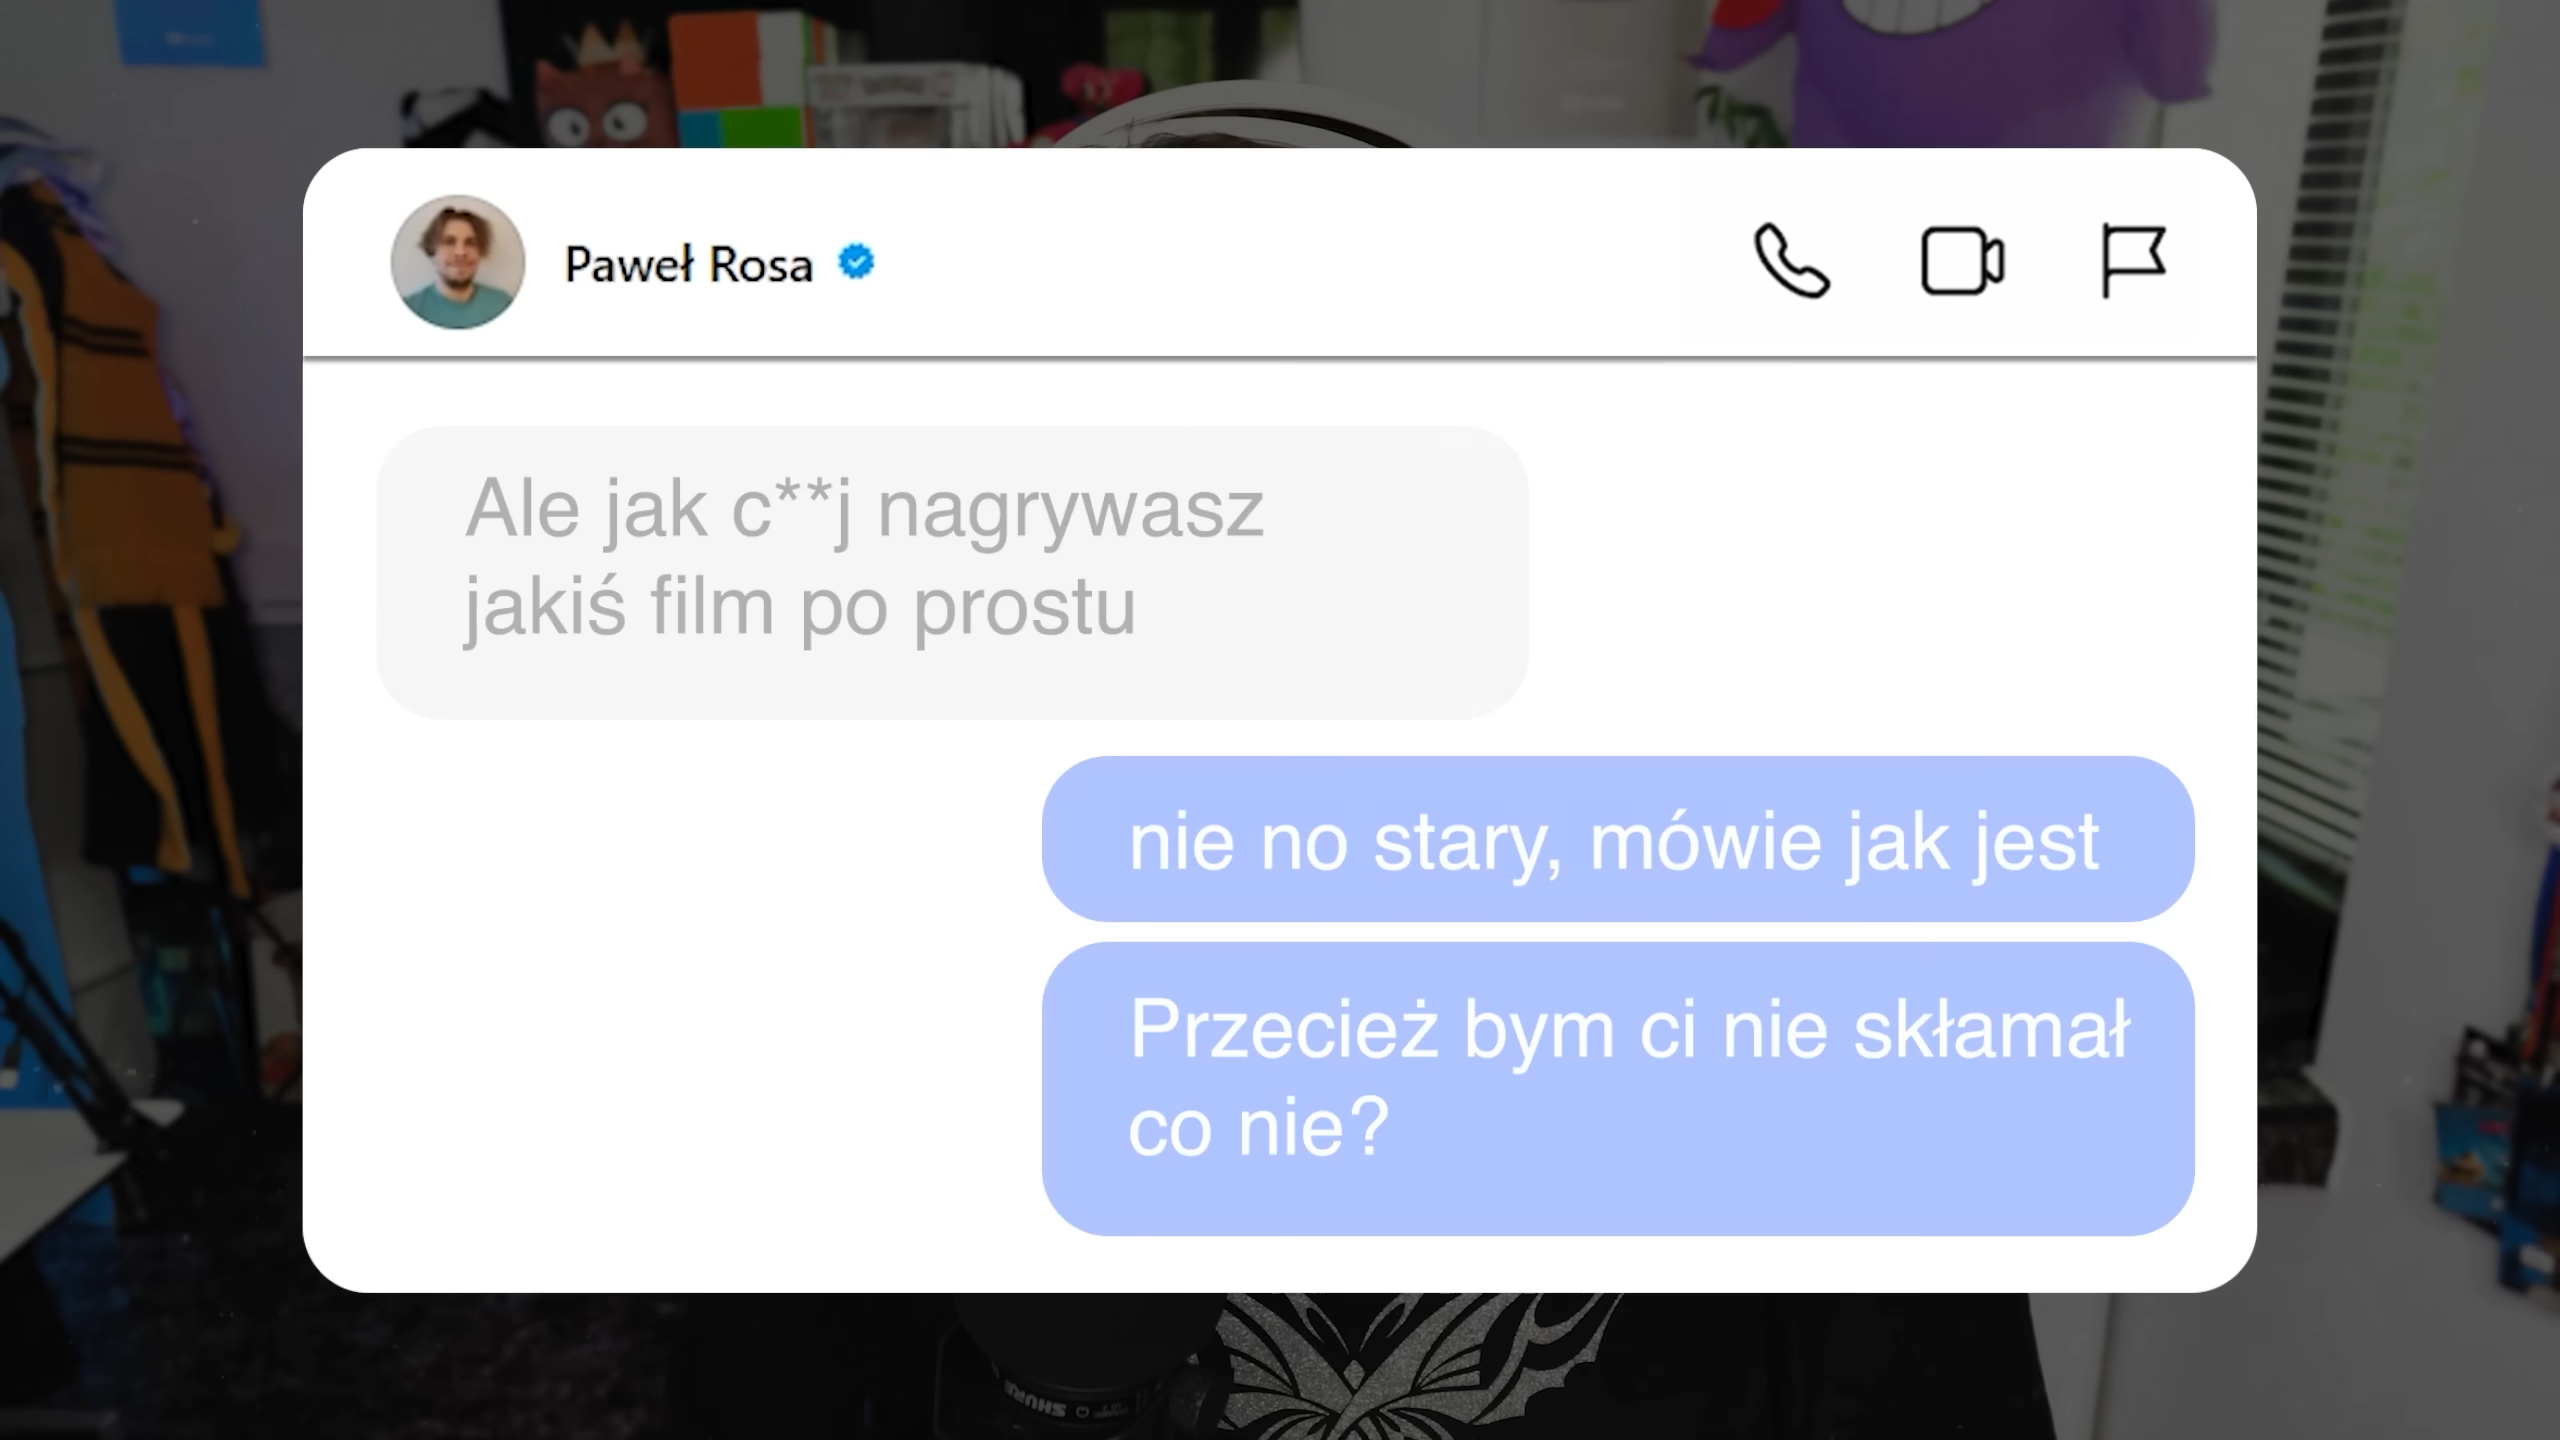 Paweł Rosa
Ale jak c**j nagrywasz
jakiś film po prostu
nie no stary, mówie jak jest
Przecież bym ci nie skłamał
co nie?
SHURE